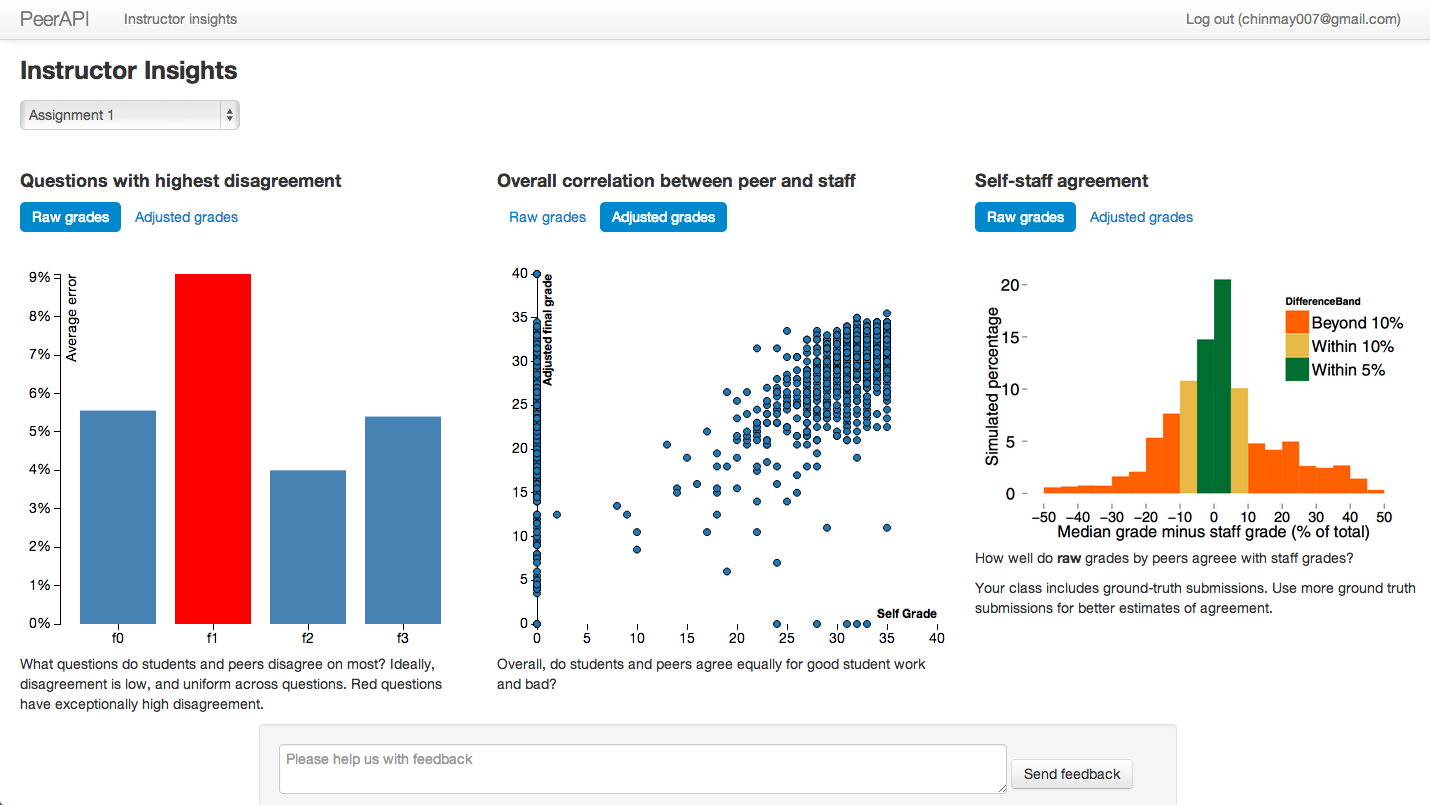 PeerAPI Instructor insights Log out (chinmay007@gmail.com)
Instructor Insights
Assignment 1
Questions with highest disagreement
Raw grades Adjusted grades
9%
8%
7%
6%
5%
4%
3%
2%
1%
0%
Average error
f0 f1 f2 f3
What questions do students and peers disagree on most? Ideally,
disagreement is low, and uniform across questions. Red questions
have exceptionally high disagreement.
Overall correlation between peer and staff
Raw grades Adjusted grades
40
35
30
25
20
15
10
5
0
Adjusted final grade
Self Grade
0 5 10 15 20 25 30 35 40
Overall, do students and peers agree equally for good student work
and bad?
Self-staff agreement
Raw grades Adjusted grades
20
15
10
5
0
Simulated percentage
DifferenceBand
Beyond 10%
Within 10%
Within 5%
−50 −40 −30 −20 −10 0 10 20 30 40 50
Median grade minus staff grade (% of total)
How well do raw grades by peers agreee with staff grades?
Your class includes ground-truth submissions. Use more ground truth
submissions for better estimates of agreement.
Please help us with feedback
Send feedback